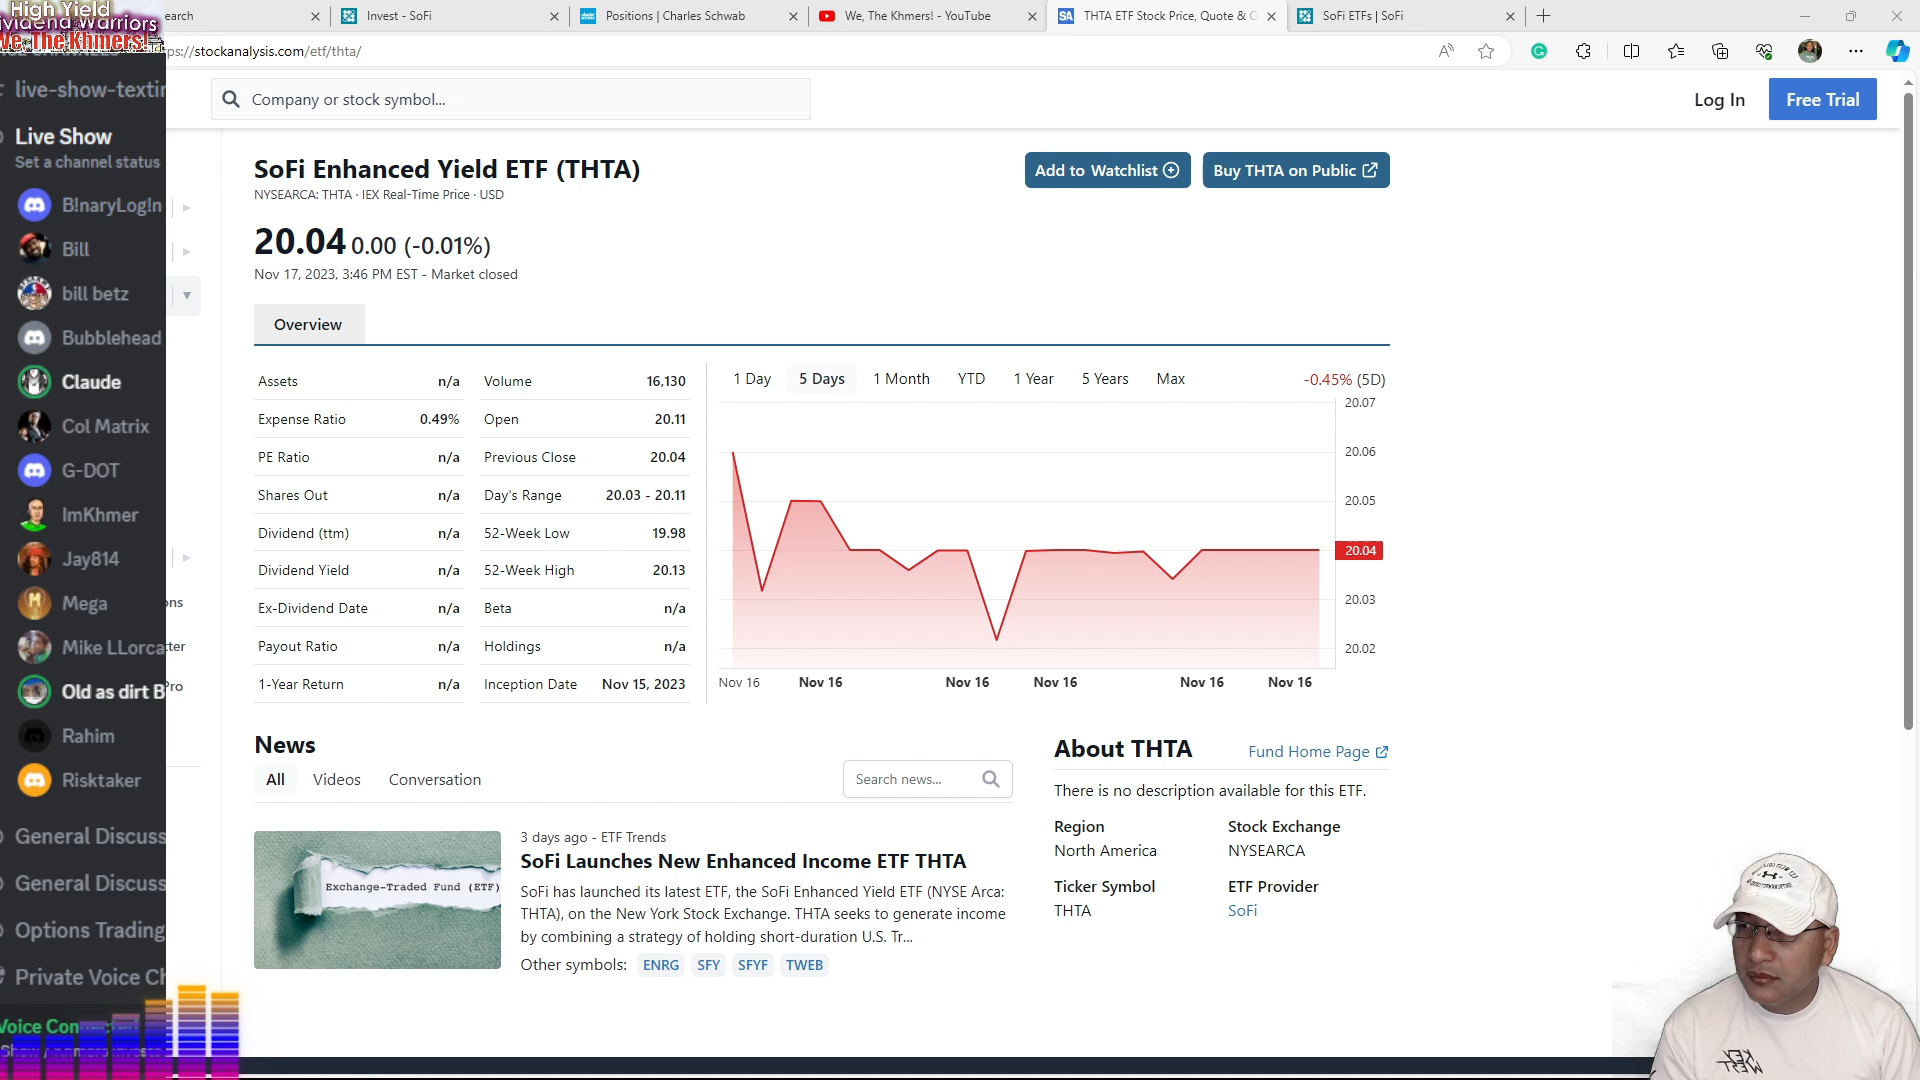 High Yield
Dividend Warriors
We, The Khmers!
earch
Invest - SoFi
Positions | Charles Schwab
We, The Khmers! - YouTube
THTA ETF Stock Price, Quote &
SoFi ETFs | SoFi
ps://stockanalysis.com/etf/thta/
live-show-textin
Live Show
Set a channel status
B!naryLog!n
Bill
bill betz
Bubblehead
Claude
Col Matrix
G-DOT
ImKhmer
Jay814
Mega
Mike LLorca
Old as dirt B
Rahim
Risktaker
General Discuss
General Discuss
Options Trading
Private Voice Ch
Voice Con
ons
ter
Pro
Company or stock symbol...
Log In
Free Trial
SoFi Enhanced Yield ETF (THTA)
NYSEARCA: THTA · IEX Real-Time Price · USD
Add to Watchlist
Buy THTA on Public
20.04 0.00 (-0.01%)
Nov 17, 2023, 3:46 PM EST - Market closed
Overview
Assets n/a
Expense Ratio 0.49%
PE Ratio n/a
Shares Out n/a
Dividend (ttm) n/a
Dividend Yield n/a
Ex-Dividend Date n/a
Payout Ratio n/a
1-Year Return n/a
Volume 16,130
Open 20.11
Previous Close 20.04
Day's Range 20.03 - 20.11
52-Week Low 19.98
52-Week High 20.13
Beta n/a
Holdings n/a
Inception Date Nov 15, 2023
1 Day 5 Days 1 Month YTD 1 Year 5 Years Max
-0.45% (5D)
20.07
20.06
20.05
20.04
20.03
20.02
Nov 16 Nov 16 Nov 16 Nov 16 Nov 16 Nov 16
News
All Videos Conversation
Search news...
3 days ago - ETF Trends
SoFi Launches New Enhanced Income ETF THTA
SoFi has launched its latest ETF, the SoFi Enhanced Yield ETF (NYSE Arca:
THTA), on the New York Stock Exchange. THTA seeks to generate income
by combining a strategy of holding short-duration U.S. Tr...
Other symbols: ENRG SFY SFYF TWEB
Exchange-Traded Fund (ETF)
About THTA
Fund Home Page
There is no description available for this ETF.
Region
North America
Stock Exchange
NYSEARCA
Ticker Symbol
THTA
ETF Provider
SoFi